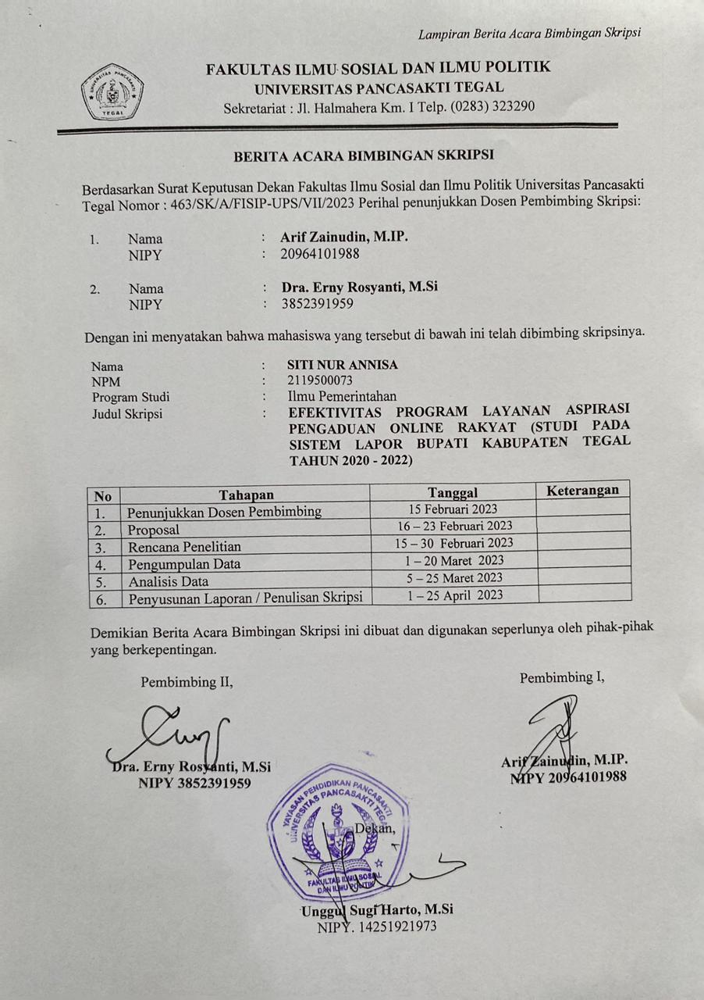 Lampiran Berita Acara Bimbingan Skripsi
UNIVERSITAS PANCASAKTI
TEGAL
FAKULTAS ILMU SOSIAL DAN ILMU POLITIK
UNIVERSITAS PANCASAKTI TEGAL
Sekretariat : Jl. Halmahera Km. I Telp. (0283) 323290
BERITA ACARA BIMBINGAN SKRIPSI
Berdasarkan Surat Keputusan Dekan Fakultas Ilmu Sosial dan Ilmu Politik Universitas Pancasakti
Tegal Nomor : 463/SK/A/FISIP-UPS/VII/2023 Perihal penunjukkan Dosen Pembimbing Skripsi:
1. Nama : Arif Zainudin, M.IP.
NIPY : 20964101988
2. Nama : Dra. Erny Rosyanti, M.Si
NIPY : 3852391959
Dengan ini menyatakan bahwa mahasiswa yang tersebut di bawah ini telah dibimbing skripsinya.
Nama : SITI NUR ANNISA
NPM : 2119500073
Program Studi : Ilmu Pemerintahan
Judul Skripsi : EFEKTIVITAS PROGRAM LAYANAN ASPIRASI
PENGADUAN ONLINE RAKYAT (STUDI PADA
SISTEM LAPOR BUPATI KABUPATEN TEGAL
TAHUN 2020 - 2022)
No Tahapan Tanggal Keterangan
1. Penunjukkan Dosen Pembimbing 15 Februari 2023
2. Proposal 16 – 23 Februari 2023
3. Rencana Penelitian 15 – 30 Februari 2023
4. Pengumpulan Data 1 – 20 Maret 2023
5. Analisis Data 5 – 25 Maret 2023
6. Penyusunan Laporan / Penulisan Skripsi 1 – 25 April 2023
Demikian Berita Acara Bimbingan Skripsi ini dibuat dan digunakan seperlunya oleh pihak-pihak
yang berkepentingan.
Pembimbing II, Pembimbing I,
Dra. Erny Rosyanti, M.Si Arif Zainudin, M.IP.
NIPY 3852391959 NIPY 20964101988
YAYASAN PENDIDIKAN PANCASAKTI
UNIVERSITAS PANCASAKTI TEGAL
Dekan,
FAKULTAS ILMU SOSIAL
DAN ILMU POLITIK
Unggul Sugi Harto, M.Si
NIPY. 14251921973